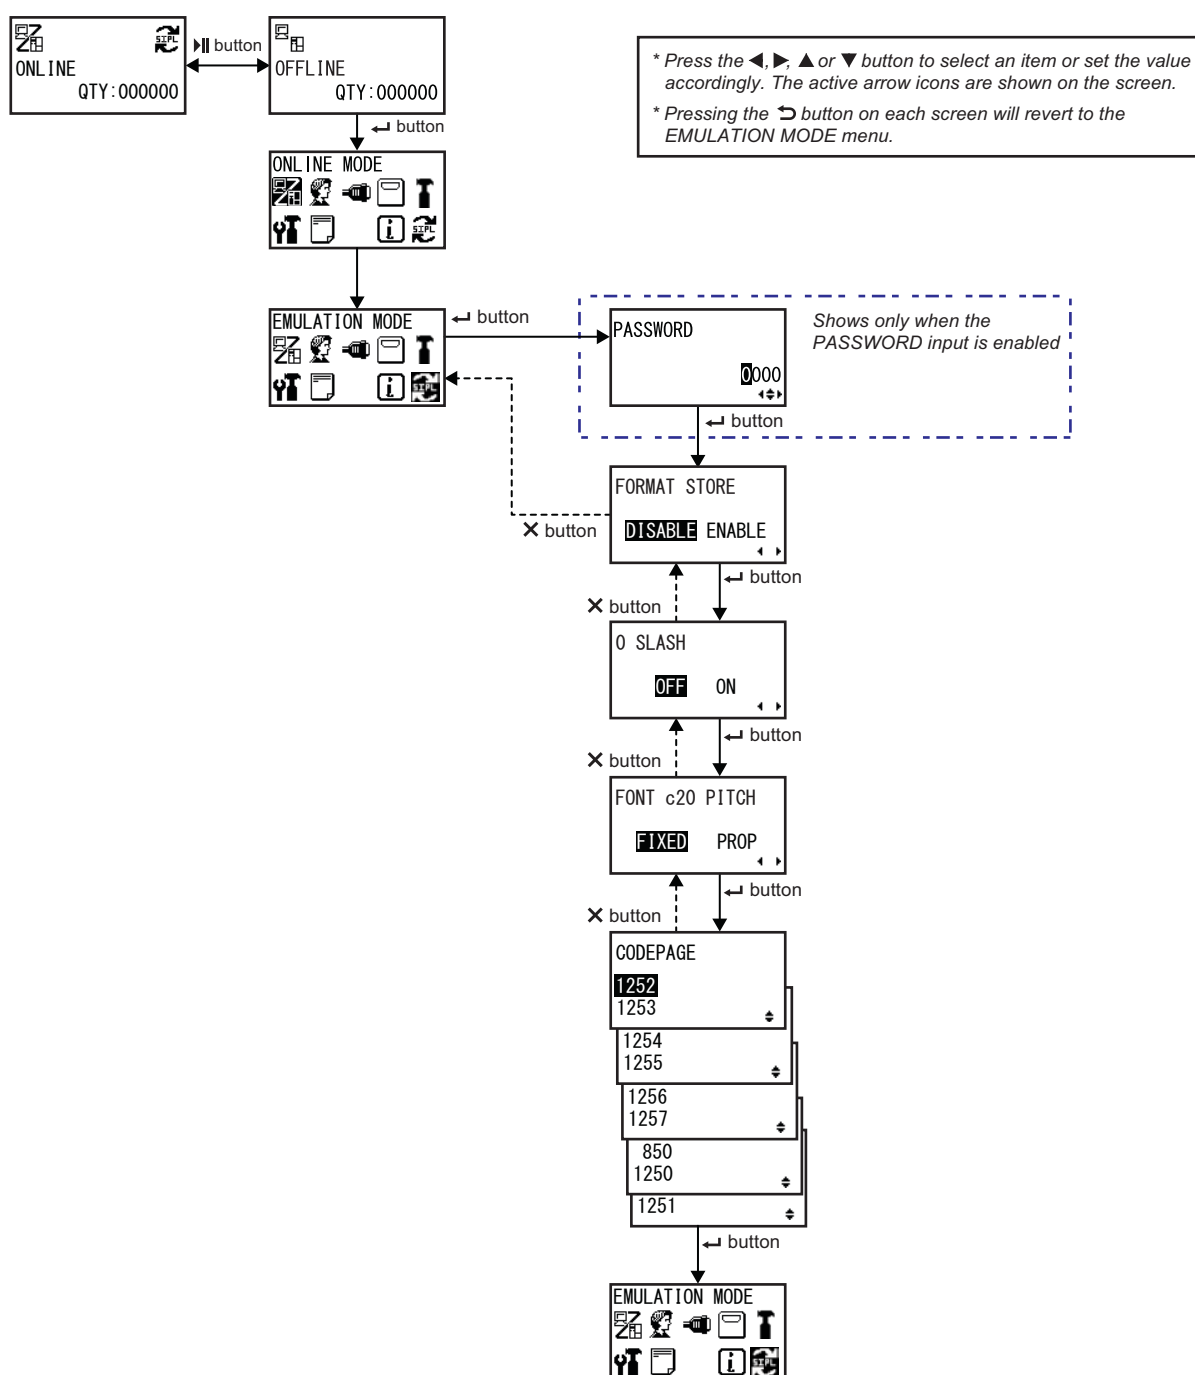 SIPL
ONLINE
QTY:000000
button
OFFLINE
QTY:000000
* Press the ◀, ▶, ▲ or ▼ button to select an item or set the value
accordingly. The active arrow icons are shown on the screen.
* Pressing the ⮌ button on each screen will revert to the
EMULATION MODE menu.
↵ button
ONLINE MODE
i SIPL
EMULATION MODE
i SIPL
↵ button
PASSWORD
0000
Shows only when the
PASSWORD input is enabled
↵ button
FORMAT STORE
DISABLE ENABLE
✕ button
↵ button
✕ button
0 SLASH
OFF ON
↵ button
✕ button
FONT c20 PITCH
FIXED PROP
↵ button
✕ button
CODEPAGE
1252
1253
1254
1255
1256
1257
850
1250
1251
↵ button
EMULATION MODE
i SIPL